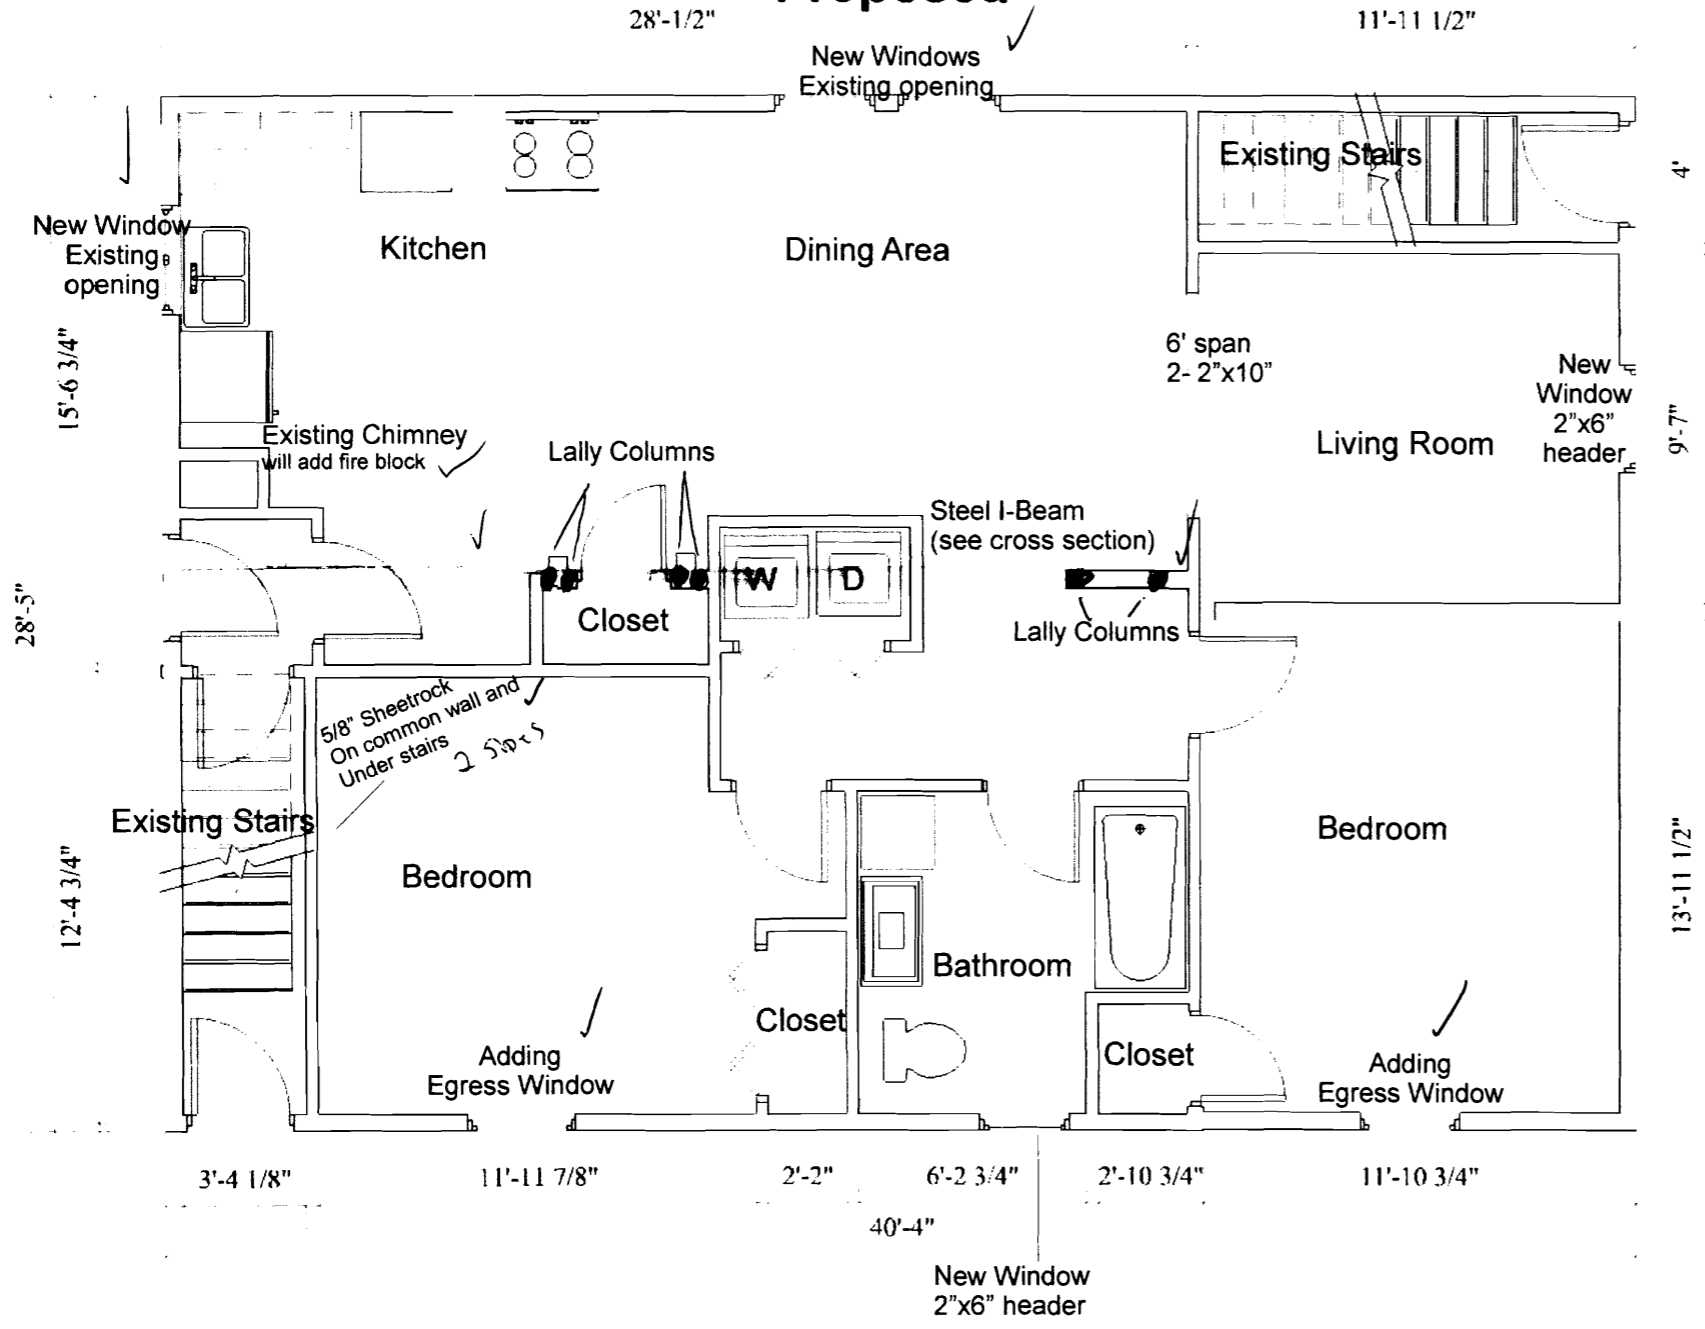 Proposed
28'-1/2"
11'-11 1/2"
New Windows
Existing opening
Existing Stairs
4'
New Window
Existing
opening
Kitchen
Dining Area
6' span
2- 2"x10"
New
Window
2"x6"
header
15'-6 3/4"
9'-7"
Existing Chimney
will add fire block
Lally Columns
Living Room
Steel I-Beam
(see cross section)
W
D
28'-5"
Closet
Lally Columns
5/8" Sheetrock
On common wall and
Under stairs
2 Sides
Existing Stairs
Bedroom
Bedroom
12'-4 3/4"
13'-11 1/2"
Bathroom
Closet
Closet
Adding
Egress Window
Adding
Egress Window
3'-4 1/8"
11'-11 7/8"
2'-2"
6'-2 3/4"
2'-10 3/4"
11'-10 3/4"
40'-4"
New Window
2"x6" header